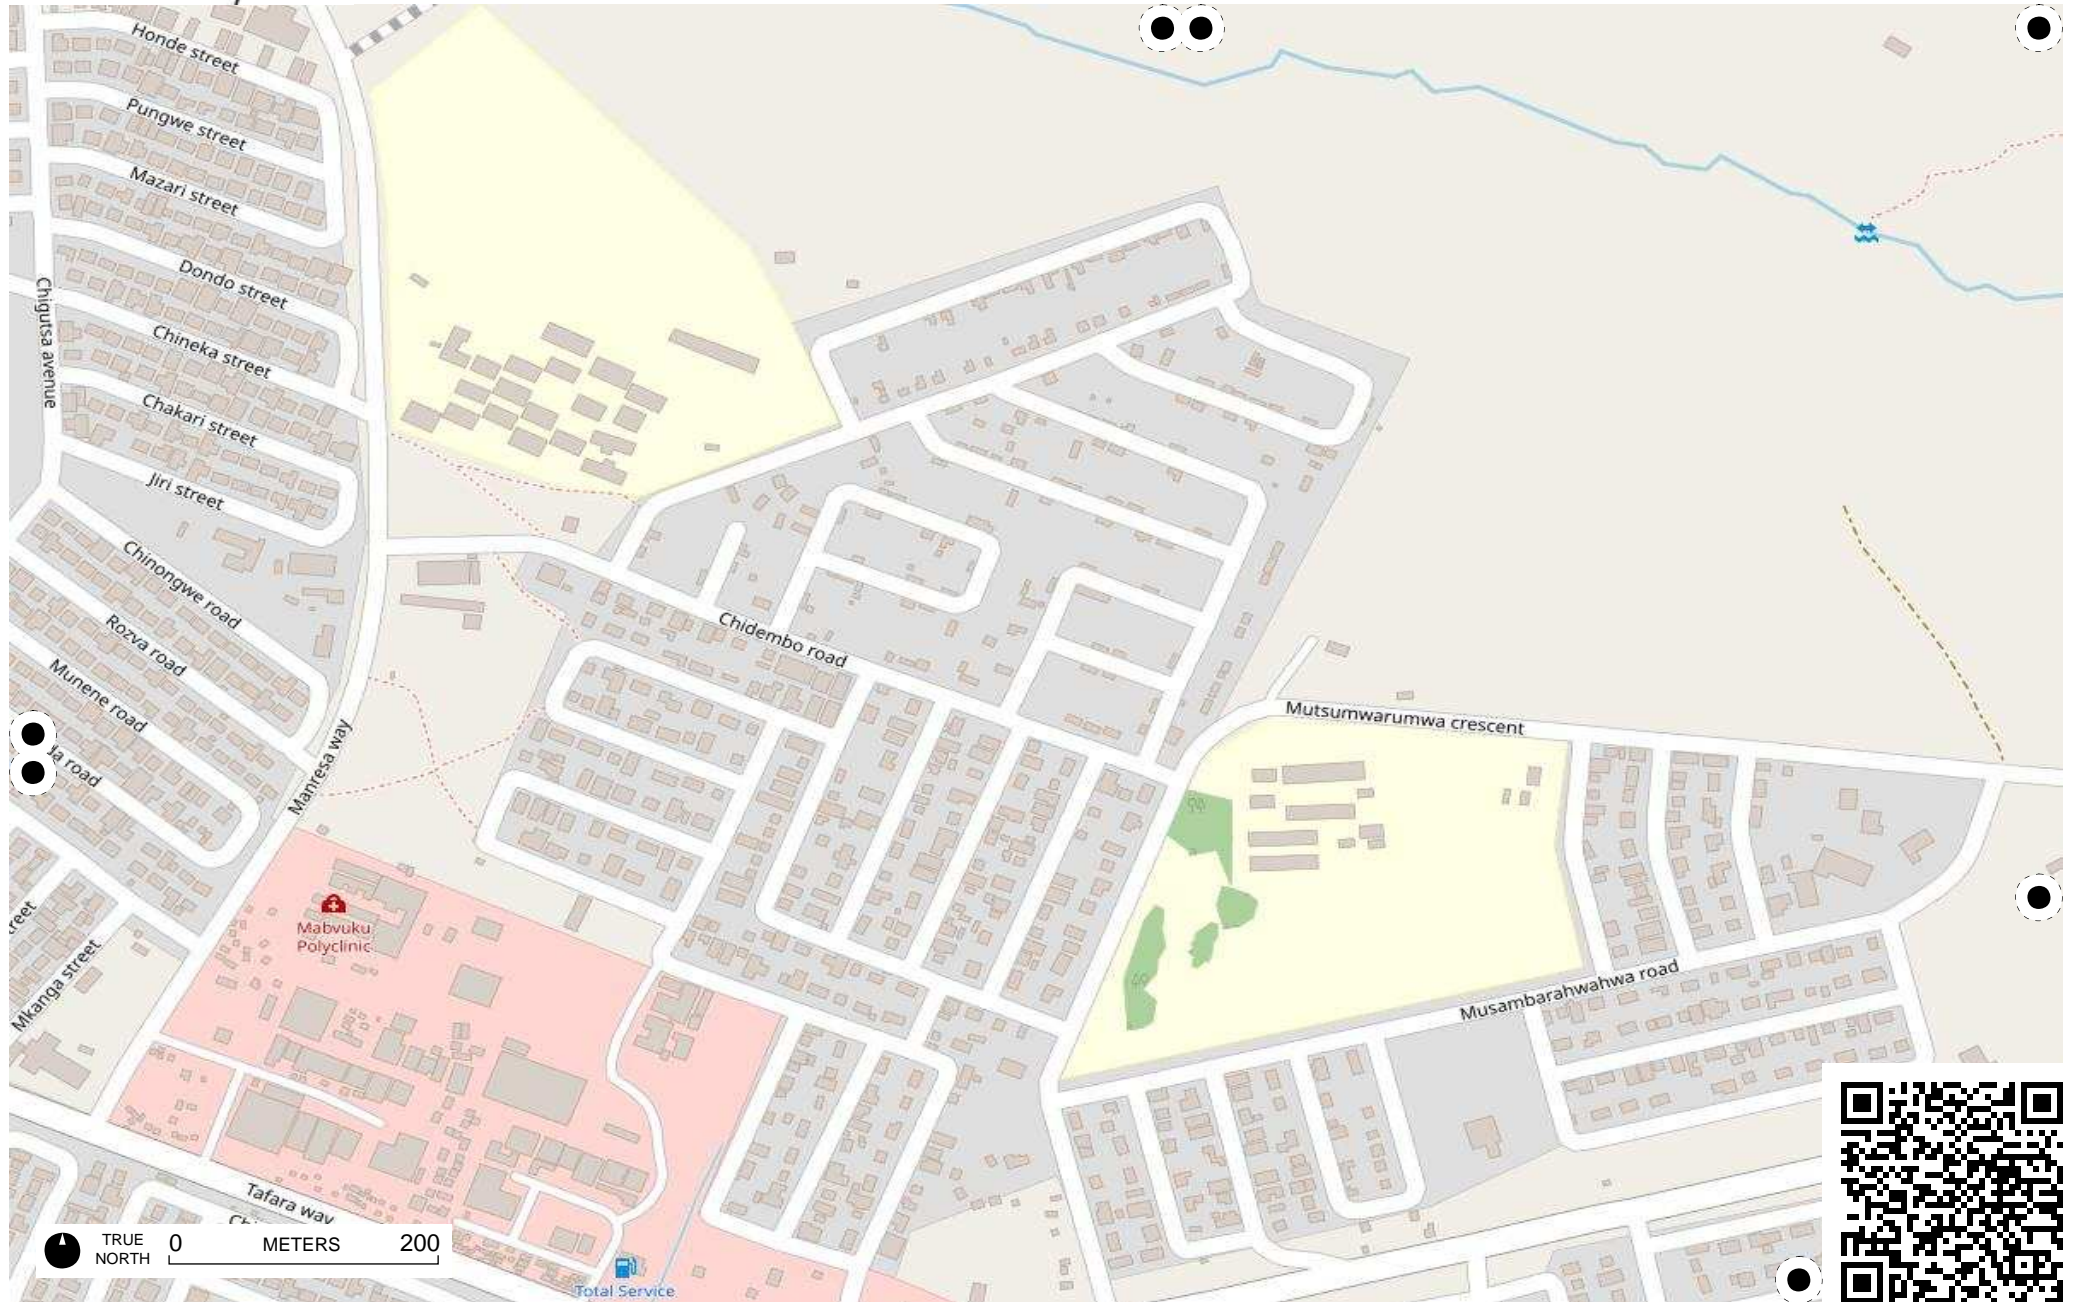 Honde street
Pungwe street
Mazari street
Dondo street
Chigutsa avenue
Chineka street
Chakari street
Jiri street
Chinongwe road
Rozva road
Munene road
road
Manresa way
Chidembo road
Mutsumwarumwa crescent
Mabvuku
Polyclinic
Mkanga street
Musambarahwahwa road
Tafara way
TRUE
NORTH
0
METERS
200
Total Service